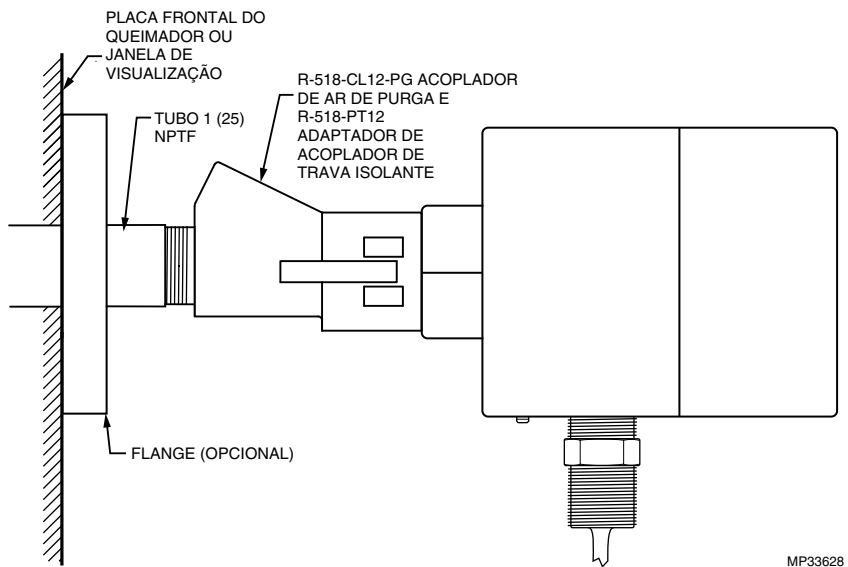 PLACA FRONTAL DO
QUEIMADOR OU
JANELA DE
VISUALIZAÇÃO
R-518-CL12-PG ACOPLADOR
DE AR DE PURGA E
R-518-PT12
ADAPTADOR DE
ACOPLADOR DE
TRAVA ISOLANTE
TUBO 1 (25)
NPTF
FLANGE (OPCIONAL)
MP33628